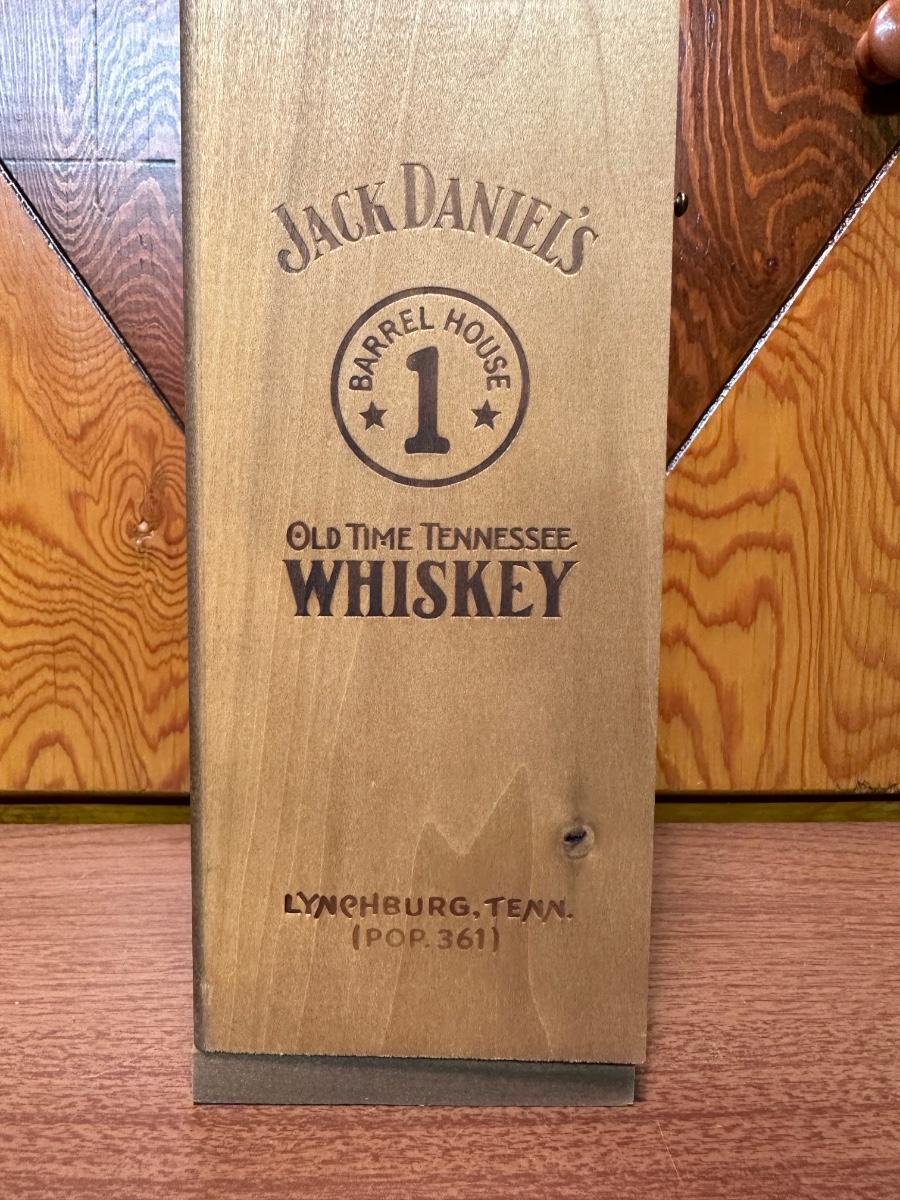 JACK DANIEL'S
BARREL HOUSE
1
OLD TIME TENNESSEE
WHISKEY
LYNCHBURG, TENN.
(POP. 361)